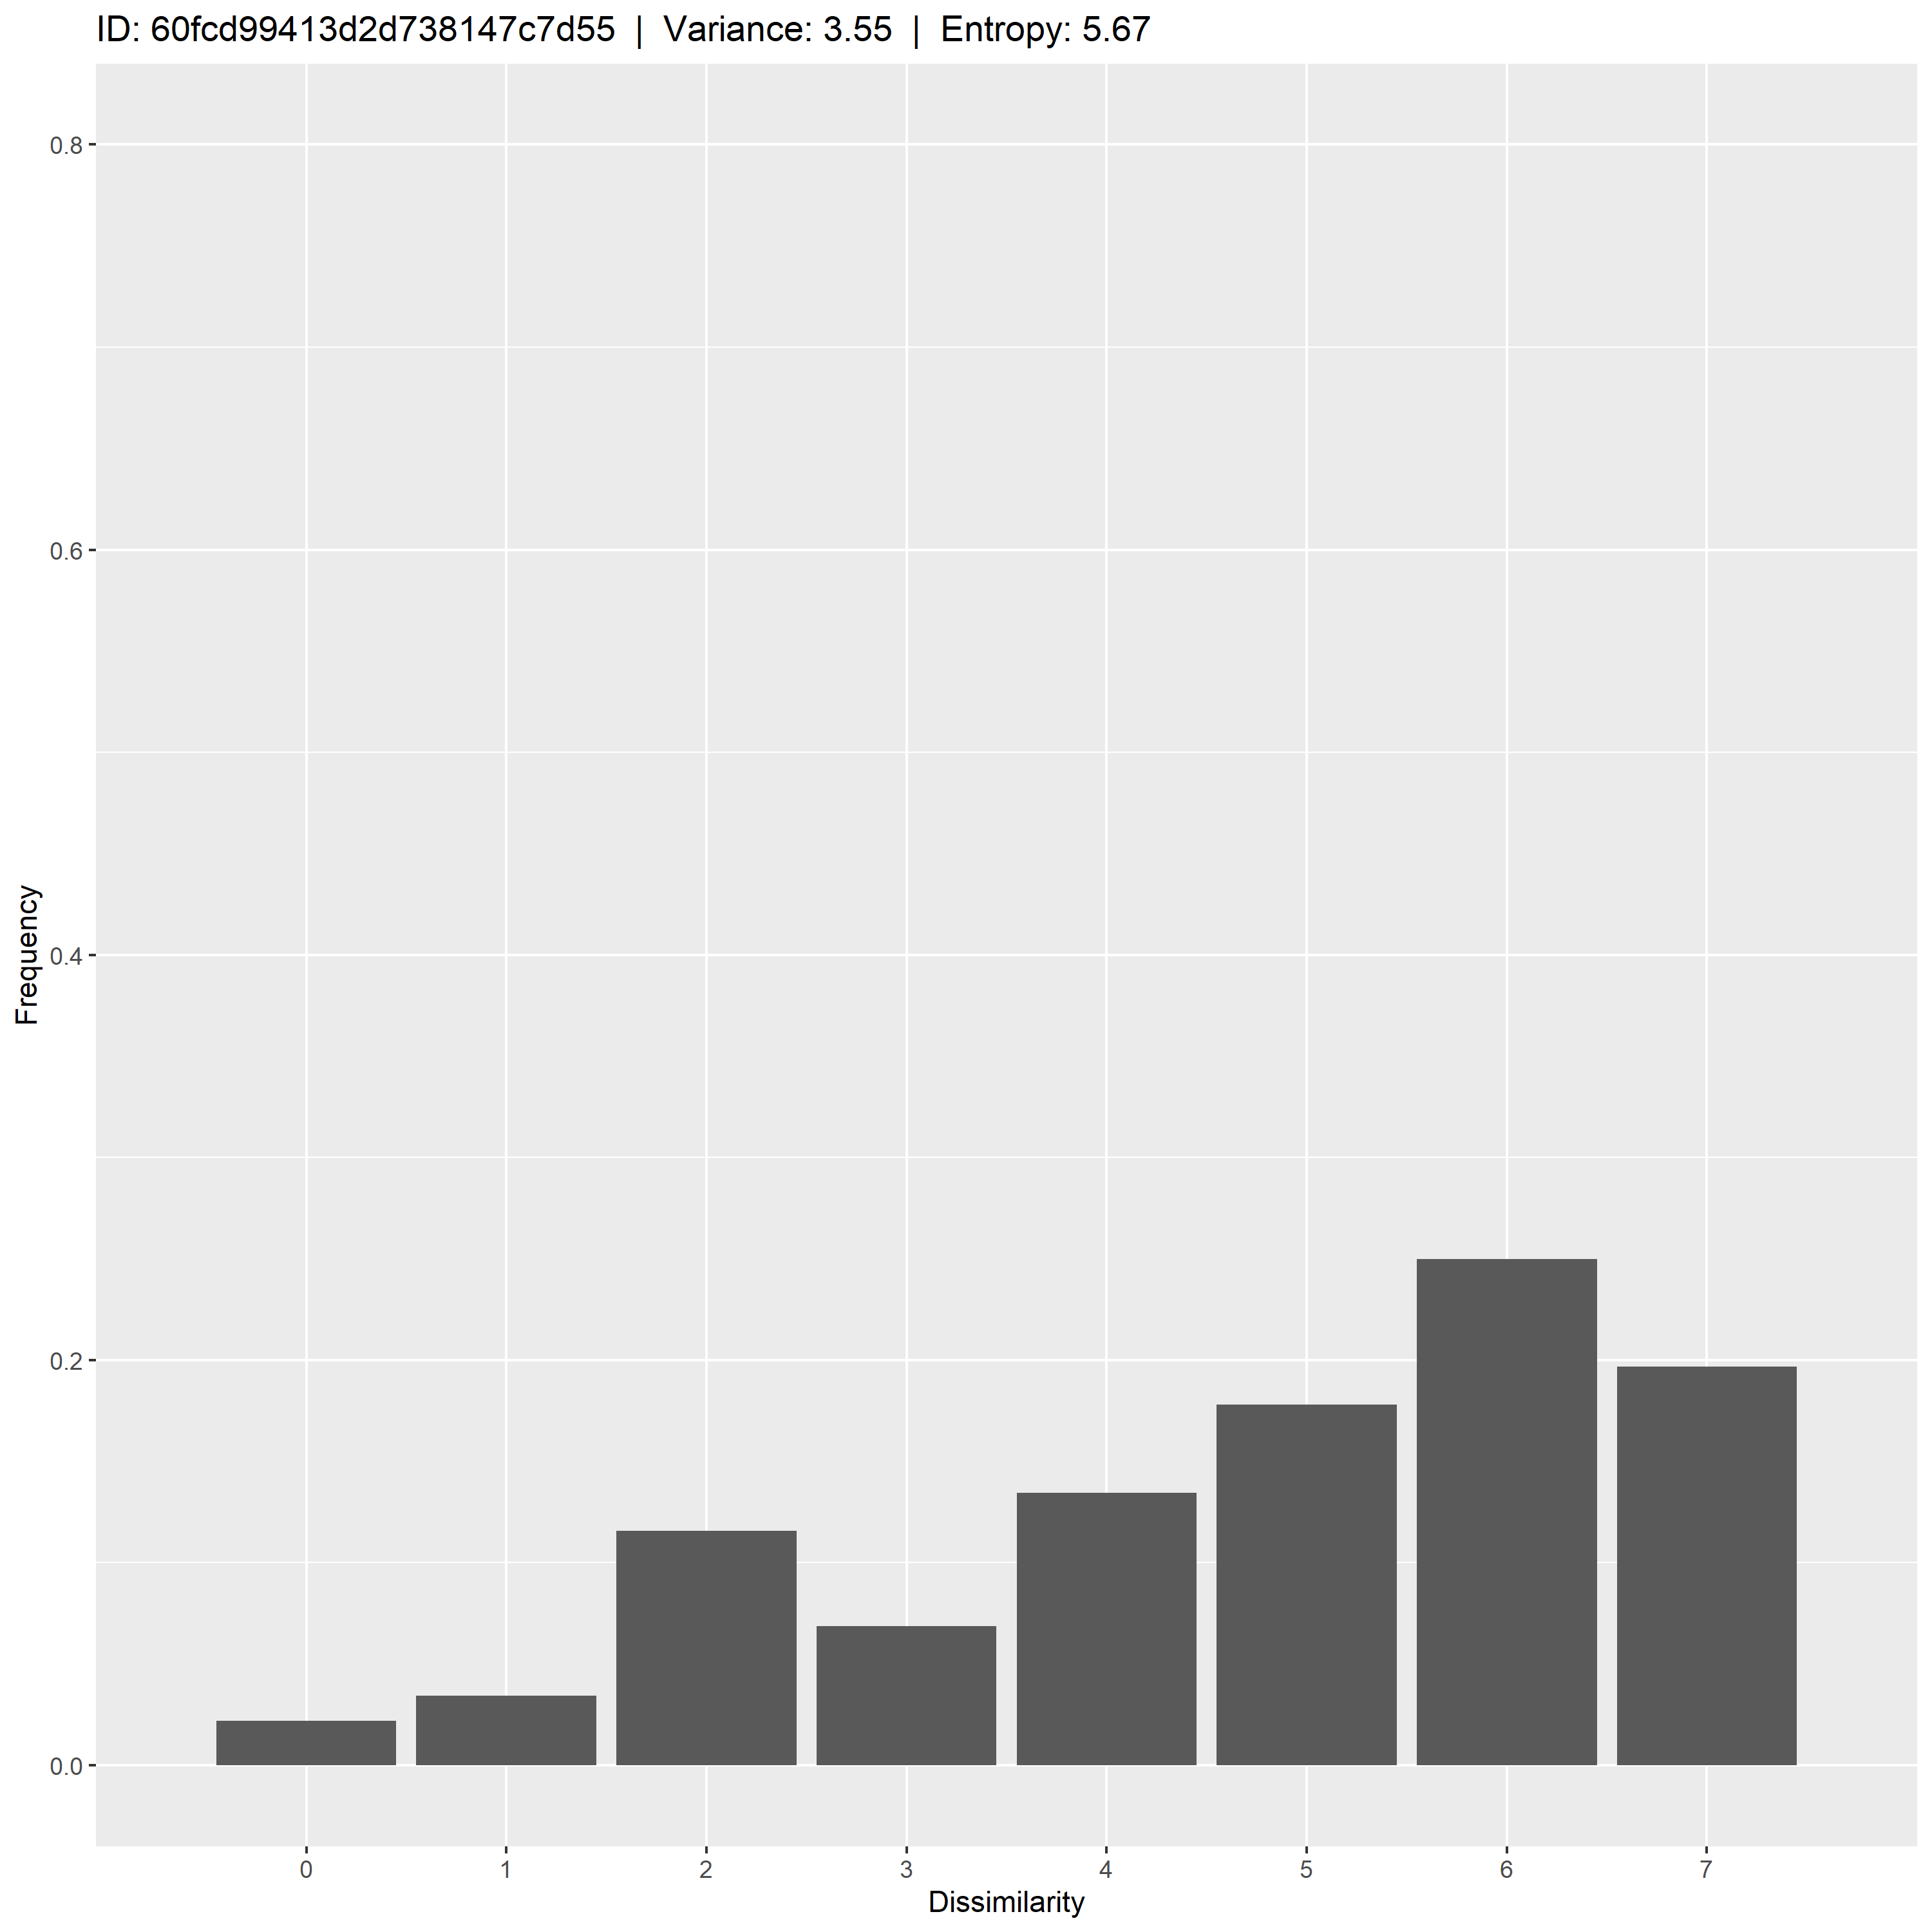 ID: 60fcd99413d2d738147c7d55 | Variance: 3.55 | Entropy: 5.67
0.8
0.6
0.4
0.2
0.0
Frequency
0 1 2 3 4 5 6 7
Dissimilarity